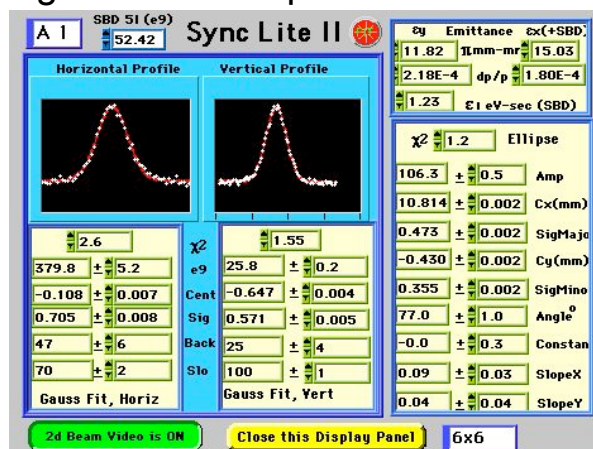 A 1
SBD 5I (e9)
52.42
Sync Lite II
Horizontal Profile
Vertical Profile
2.6
χ2
1.55
379.8 ± 5.2
e9
25.8 ± 0.2
-0.108 ± 0.007
Cent
-0.647 ± 0.004
0.705 ± 0.008
Sig
0.571 ± 0.005
47 ± 6
Back
25 ± 4
70 ± 2
Slo
100 ± 1
Gauss Fit, Horiz
Gauss Fit, Vert
2d Beam Video is ON
Close this Display Panel
6x6
εy Emittance εx(+SBD)
11.82 πmm-mr 15.03
2.18E-4 dp/p 1.80E-4
1.23 εl eV-sec (SBD)
χ2 1.2 Ellipse
106.3 ± 0.5 Amp
10.814 ± 0.002 Cx(mm)
0.473 ± 0.002 SigMajo
-0.430 ± 0.002 Cy(mm)
0.355 ± 0.002 SigMino
77.0 ± 1.0 Angle°
-0.0 ± 0.3 Constan
0.09 ± 0.03 SlopeX
0.04 ± 0.04 SlopeY